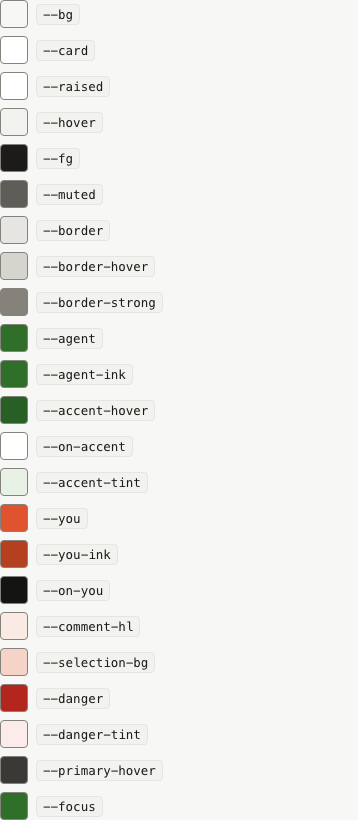 --bg
--card
--raised
--hover
--fg
--muted
--border
--border-hover
--border-strong
--agent
--agent-ink
--accent-hover
--on-accent
--accent-tint
--you
--you-ink
--on-you
--comment-hl
--selection-bg
--danger
--danger-tint
--primary-hover
--focus